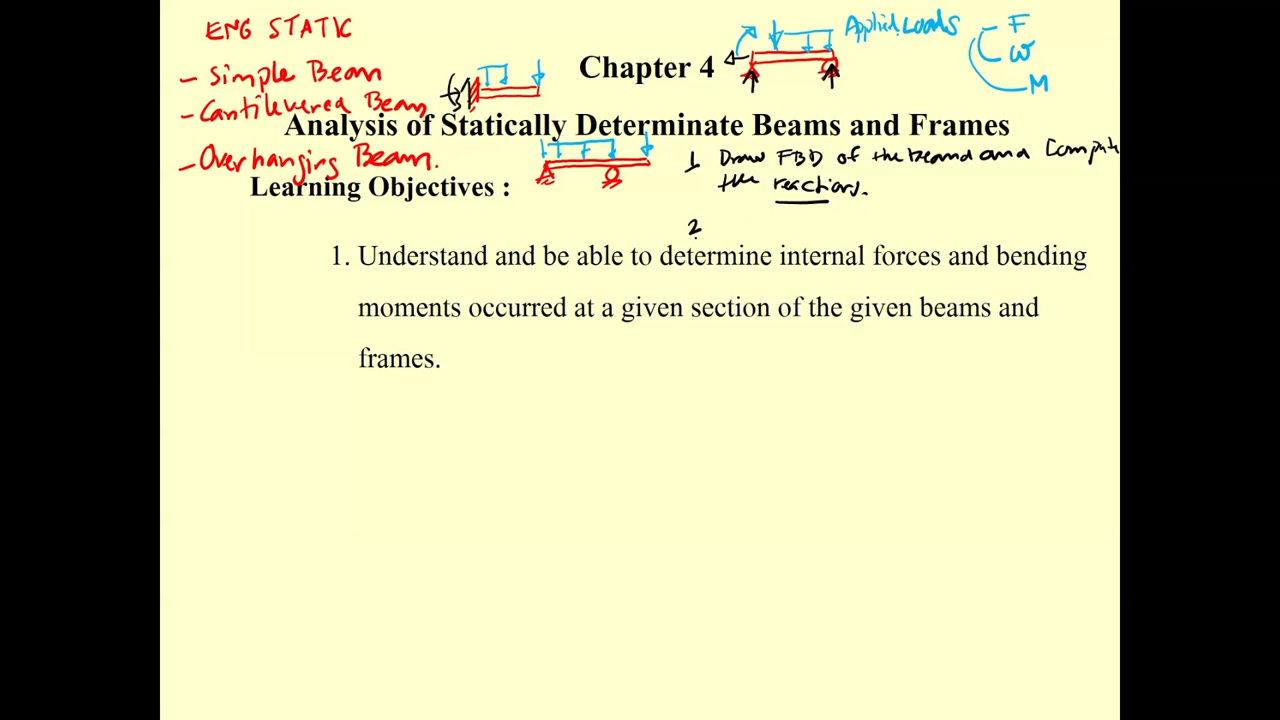 ENG STATIC
- Simple Beam
- Cantilevered Beam
- Overhanging Beam.
Applied Loads
F
W
M
Chapter 4
Analysis of Statically Determinate Beams and Frames
1 Draw FBD of the beam and Compute
the reactions.
Learning Objectives :
2
1. Understand and be able to determine internal forces and bending
moments occurred at a given section of the given beams and
frames.